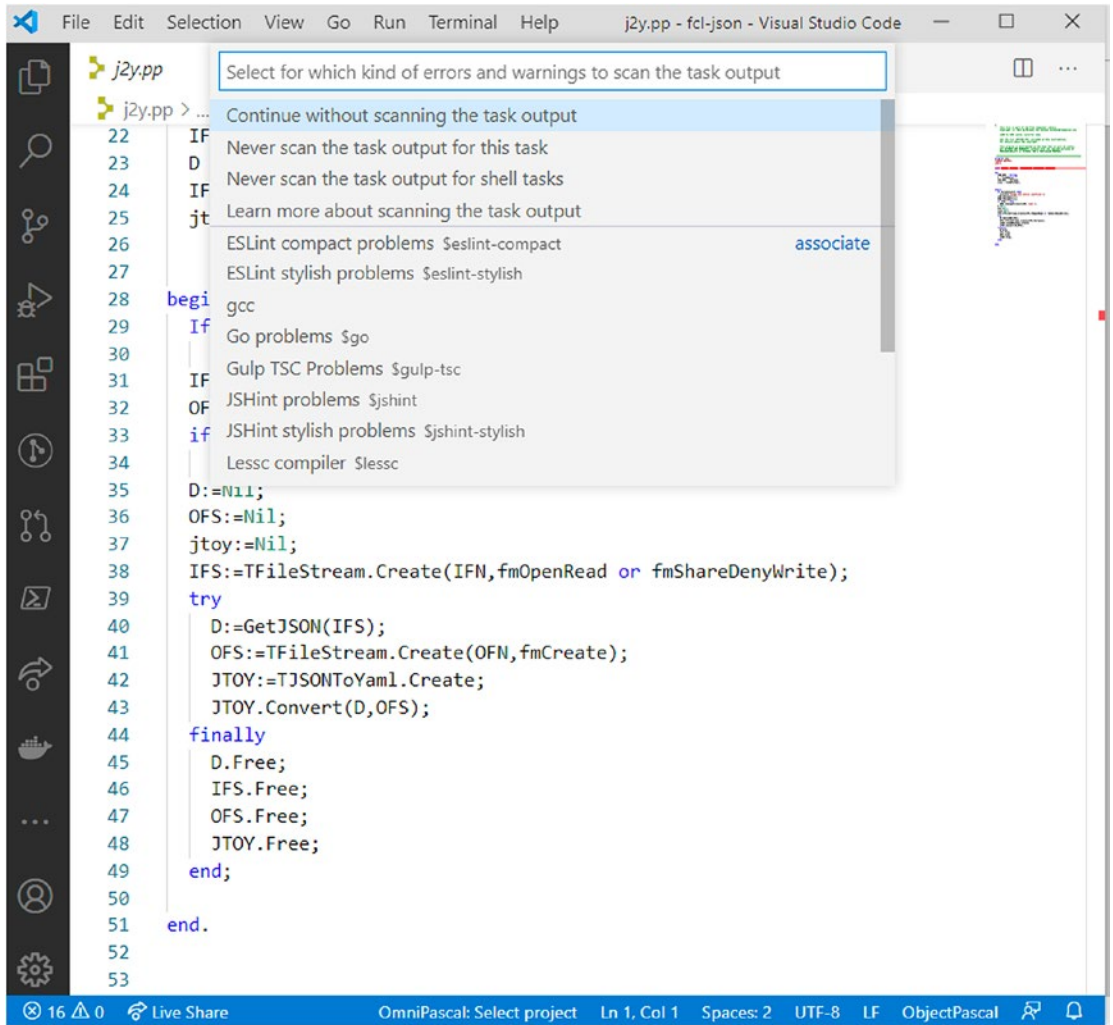 File Edit Selection View Go Run Terminal Help j2y.pp - fcl-json - Visual Studio Code
j2y.pp
Select for which kind of errors and warnings to scan the task output
j2y.pp > ...
Continue without scanning the task output
22 IF
Never scan the task output for this task
23 D
Never scan the task output for shell tasks
24 IF
Learn more about scanning the task output
25 jt
26
ESLint compact problems $eslint-compact associate
27
ESLint stylish problems $eslint-stylish
28 begi
gcc
29 If
Go problems $go
30
Gulp TSC Problems $gulp-tsc
31 IF
JSHint problems $jshint
32 OF
JSHint stylish problems $jshint-stylish
33 if
Lessc compiler $lessc
34
35 D:=Nil;
36 OFS:=Nil;
37 jtoy:=Nil;
38 IFS:=TFileStream.Create(IFN,fmOpenRead or fmShareDenyWrite);
39 try
40 D:=GetJSON(IFS);
41 OFS:=TFileStream.Create(OFN,fmCreate);
42 JTOY:=TJSONToYaml.Create;
43 JTOY.Convert(D,OFS);
44 finally
45 D.Free;
46 IFS.Free;
47 OFS.Free;
48 JTOY.Free;
49 end;
50
51 end.
52
53
16 0 Live Share OmniPascal: Select project Ln 1, Col 1 Spaces: 2 UTF-8 LF ObjectPascal